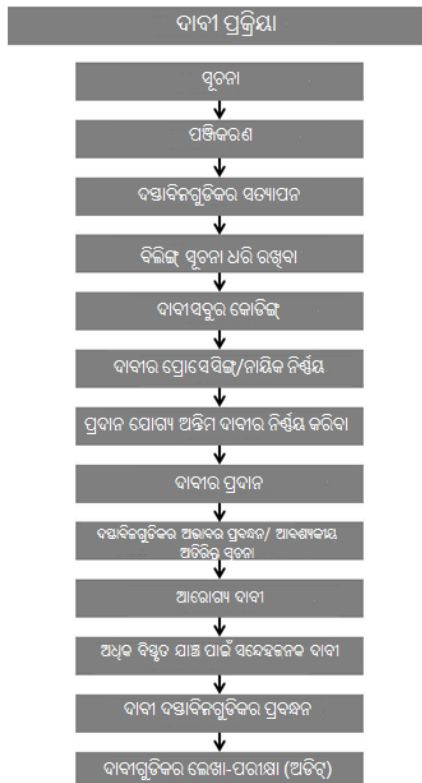 ଦାବୀ ପ୍ରକ୍ରିୟା
ସୂଚନା
ପଞ୍ଜିକରଣ
ଦସ୍ତାବିଜଗୁଡିକର ସତ୍ୟାପନ
ବିଲିଙ୍ଗ୍ ସୂଚନା ଧରି ରଖିବା
ଦାବୀସବୁର କୋଡିଙ୍ଗ୍
ଦାବୀର ପ୍ରୋସେସିଙ୍ଗ୍/ନାୟିକ ନିର୍ଣ୍ଣୟ
ପ୍ରଦାନ ଯୋଗ୍ୟ ଅନ୍ତିମ ଦାବୀର ନିର୍ଣ୍ଣୟ କରିବା
ଦାବୀର ପ୍ରଦାନ
ଦସ୍ତାବିଜଗୁଡିକର ଅଭାବର ପ୍ରବନ୍ଧନ/ ଆବଶ୍ୟକୀୟ
ଅତିରିକ୍ତ ସୂଚନା
ଆରୋଗ୍ୟ ଦାବୀ
ଅଧିକ ବିସ୍ତୃତ ଯାଞ୍ଚ ପାଇଁ ସନ୍ଦେହଜନକ ଦାବୀ
ଦାବୀ ଦସ୍ତାବିଜଗୁଡିକର ପ୍ରବନ୍ଧନ
ଦାବୀଗୁଡିକର ଲେଖା-ପରୀକ୍ଷା (ଅଡିଟ୍)